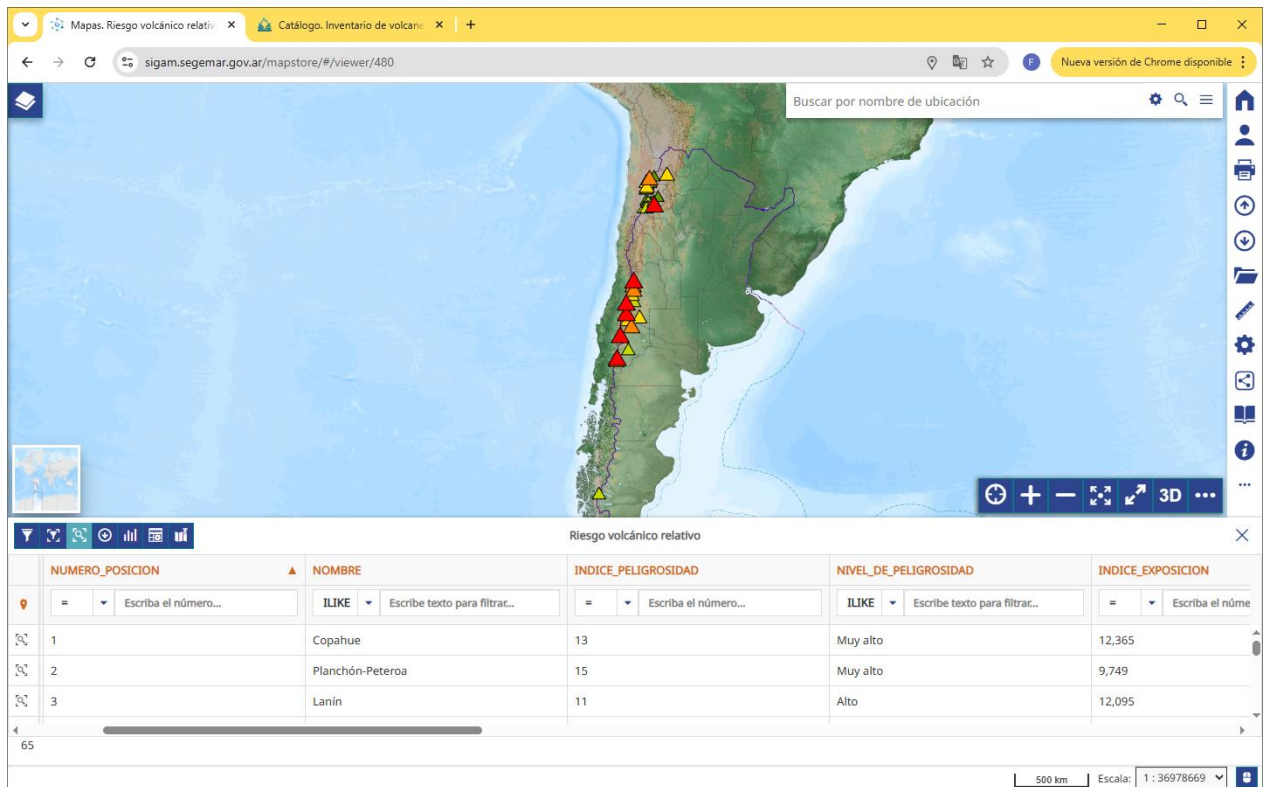 Mapas. Riesgo volcánico relativ
Catálogo. Inventario de volcane
sigam.segemar.gov.ar/mapstore/#/viewer/480
F
Nueva versión de Chrome disponible
Buscar por nombre de ubicación
3D
Riesgo volcánico relativo
NUMERO_POSICION NOMBRE INDICE_PELIGROSIDAD NIVEL_DE_PELIGROSIDAD INDICE_EXPOSICION
= Escriba el número... ILIKE Escribe texto para filtrar... = Escriba el número... ILIKE Escribe texto para filtrar... = Escriba el núme
1 Copahue 13 Muy alto 12,365
2 Planchón-Peteroa 15 Muy alto 9,749
3 Lanín 11 Alto 12,095
65
500 km Escala: 1 : 36978669